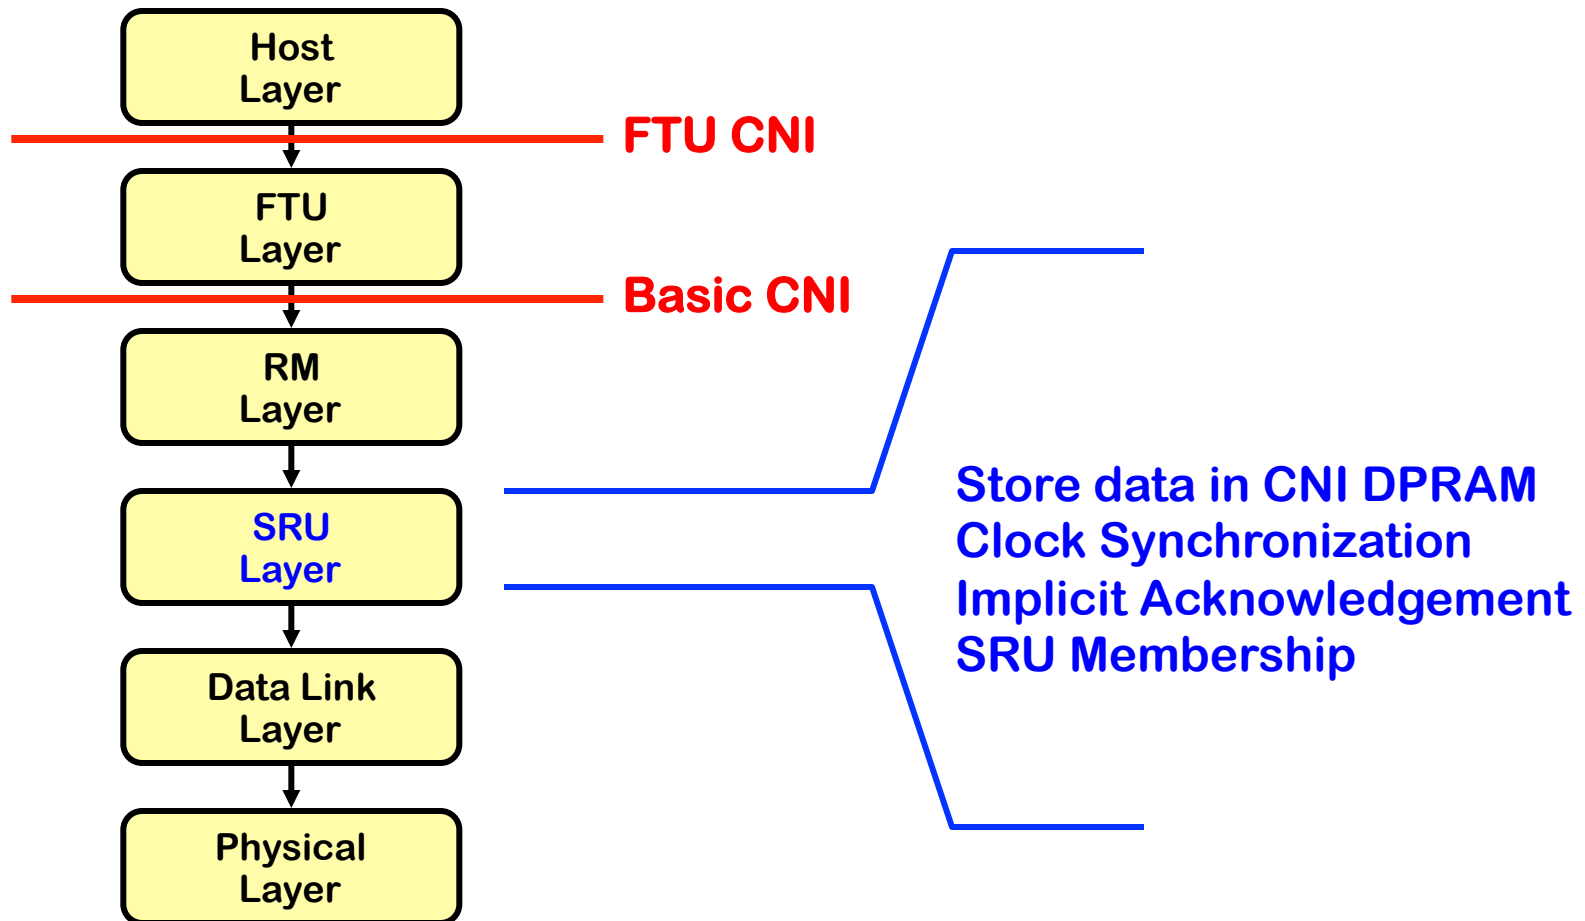 Host
Layer
FTU CNI
FTU
Layer
Basic CNI
RM
Layer
SRU
Layer
Store data in CNI DPRAM
Clock Synchronization
Implicit Acknowledgement
SRU Membership
Data Link
Layer
Physical
Layer